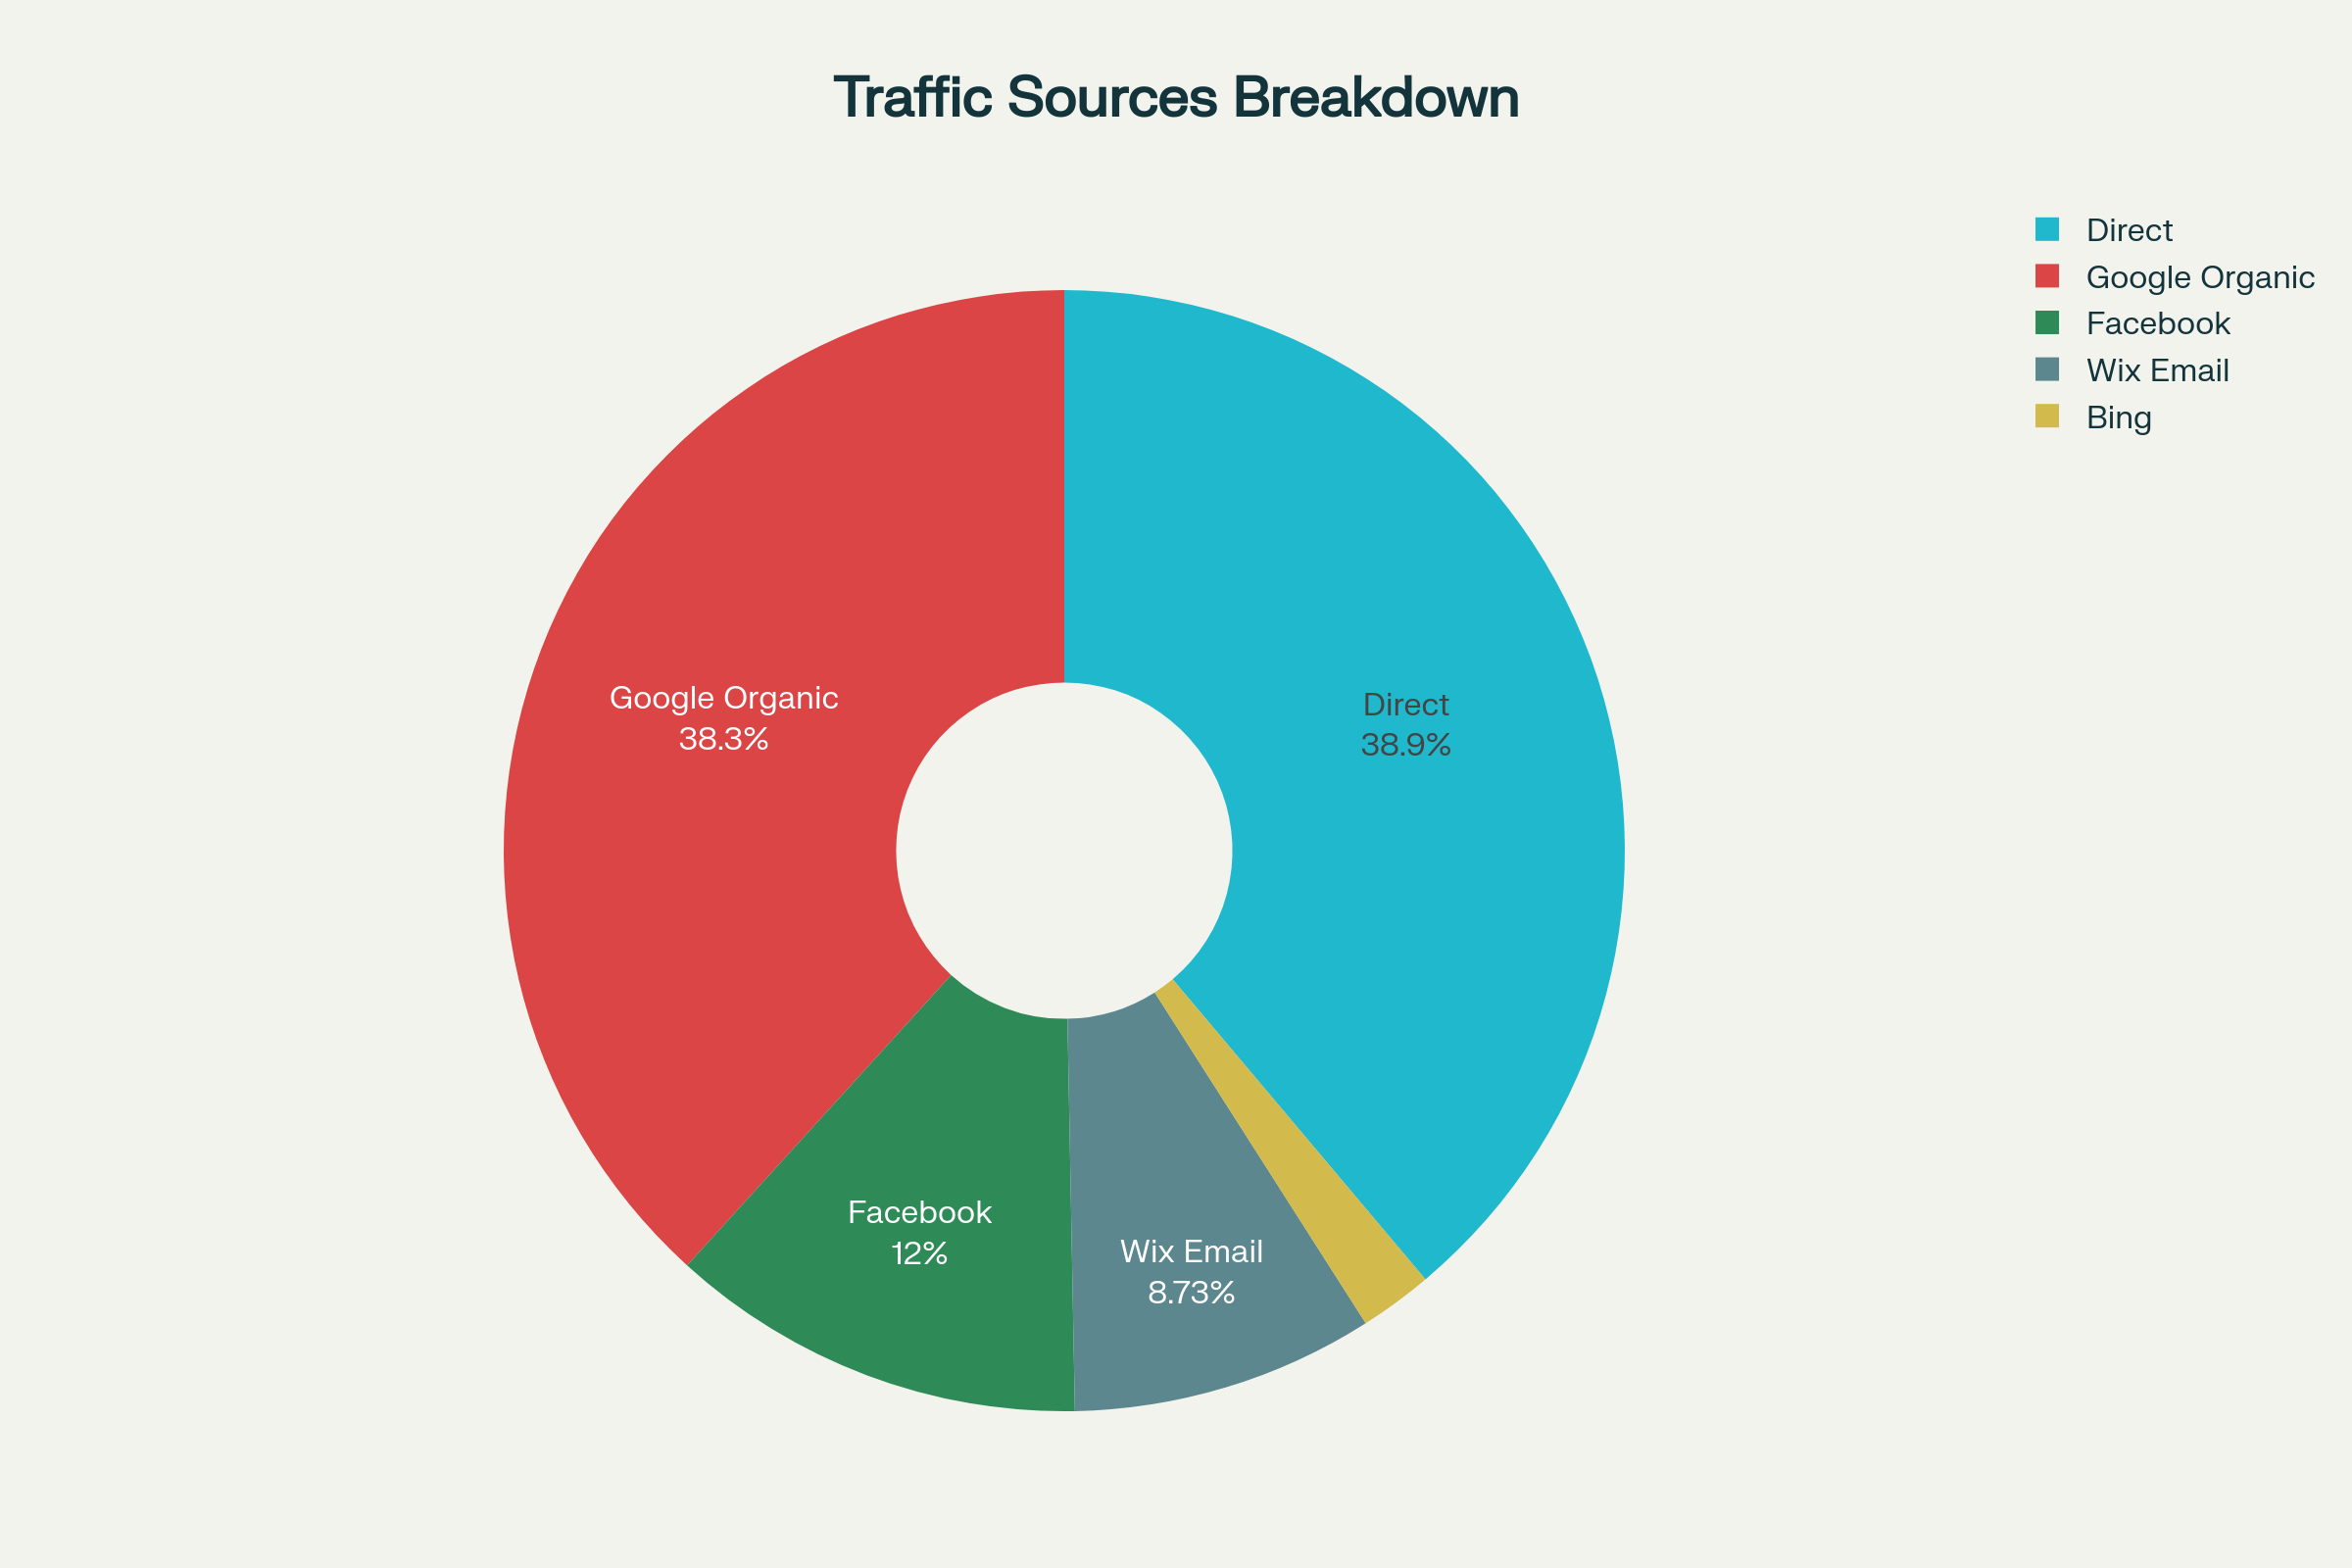 Traffic Sources Breakdown
Direct
Google Organic
Facebook
Wix Email
Bing
Google Organic
38.3%
Direct
38.9%
Facebook
12%
Wix Email
8.73%